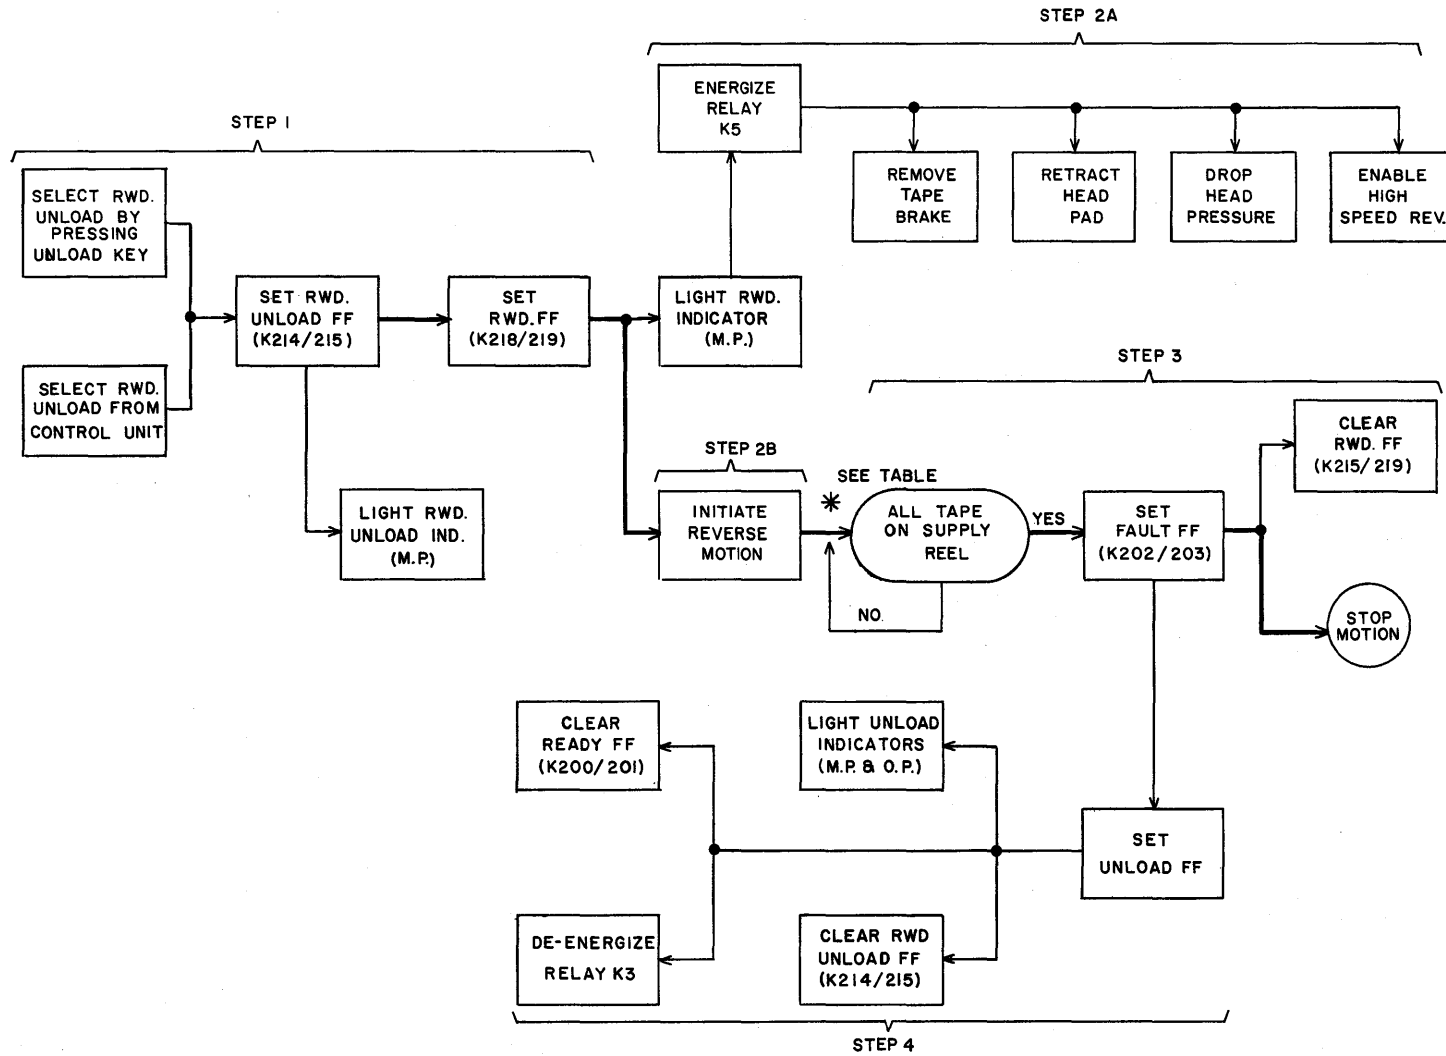 STEP 2A
ENERGIZE
RELAY
K5
STEP 1
REMOVE
TAPE
BRAKE
RETRACT
HEAD
PAD
DROP
HEAD
PRESSURE
ENABLE
HIGH
SPEED REV.
SELECT RWD.
UNLOAD BY
PRESSING
UNLOAD KEY
SET RWD.
UNLOAD FF
(K214/215)
SET
RWD. FF
(K218/219)
LIGHT RWD.
INDICATOR
(M.P.)
SELECT RWD.
UNLOAD FROM
CONTROL UNIT
STEP 3
CLEAR
RWD. FF
(K215/219)
STEP 2B
SEE TABLE
*
LIGHT RWD.
UNLOAD IND.
(M.P.)
INITIATE
REVERSE
MOTION
ALL TAPE
ON SUPPLY
REEL
YES
NO.
SET
FAULT FF
(K202/203)
STOP
MOTION
CLEAR
READY FF
(K200/201)
LIGHT UNLOAD
INDICATORS
(M.P. & O.P.)
SET
UNLOAD FF
DE-ENERGIZE
RELAY K3
CLEAR RWD
UNLOAD FF
(K214/215)
STEP 4